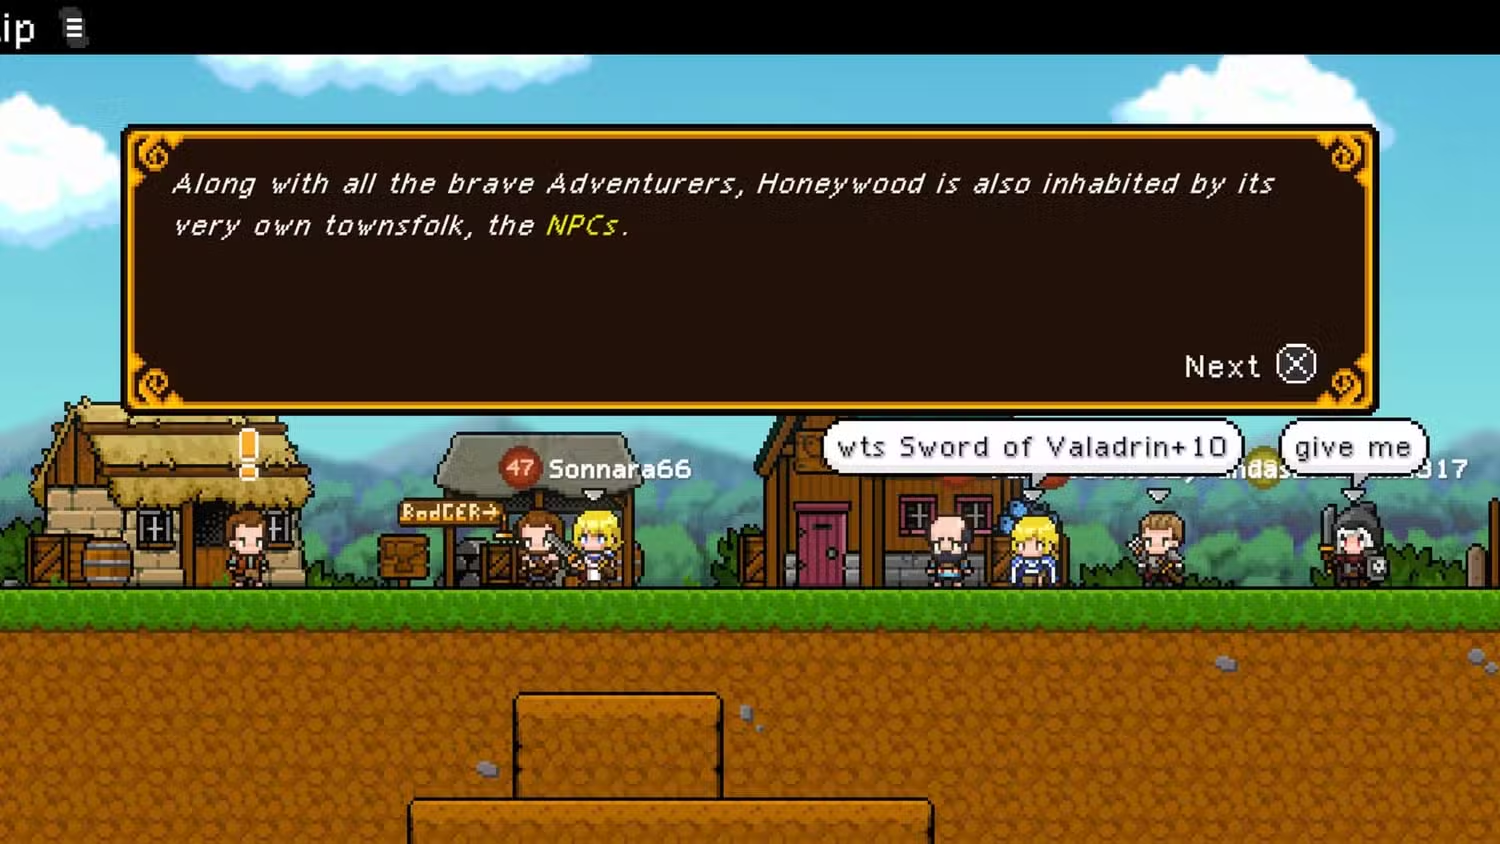 Along with all the brave Adventurers, Honeywood is also inhabited by its
very own townsfolk, the NPCs.
Next
wts Sword of Valadrin+10
give me
47 Sonnara66
317
BadGER